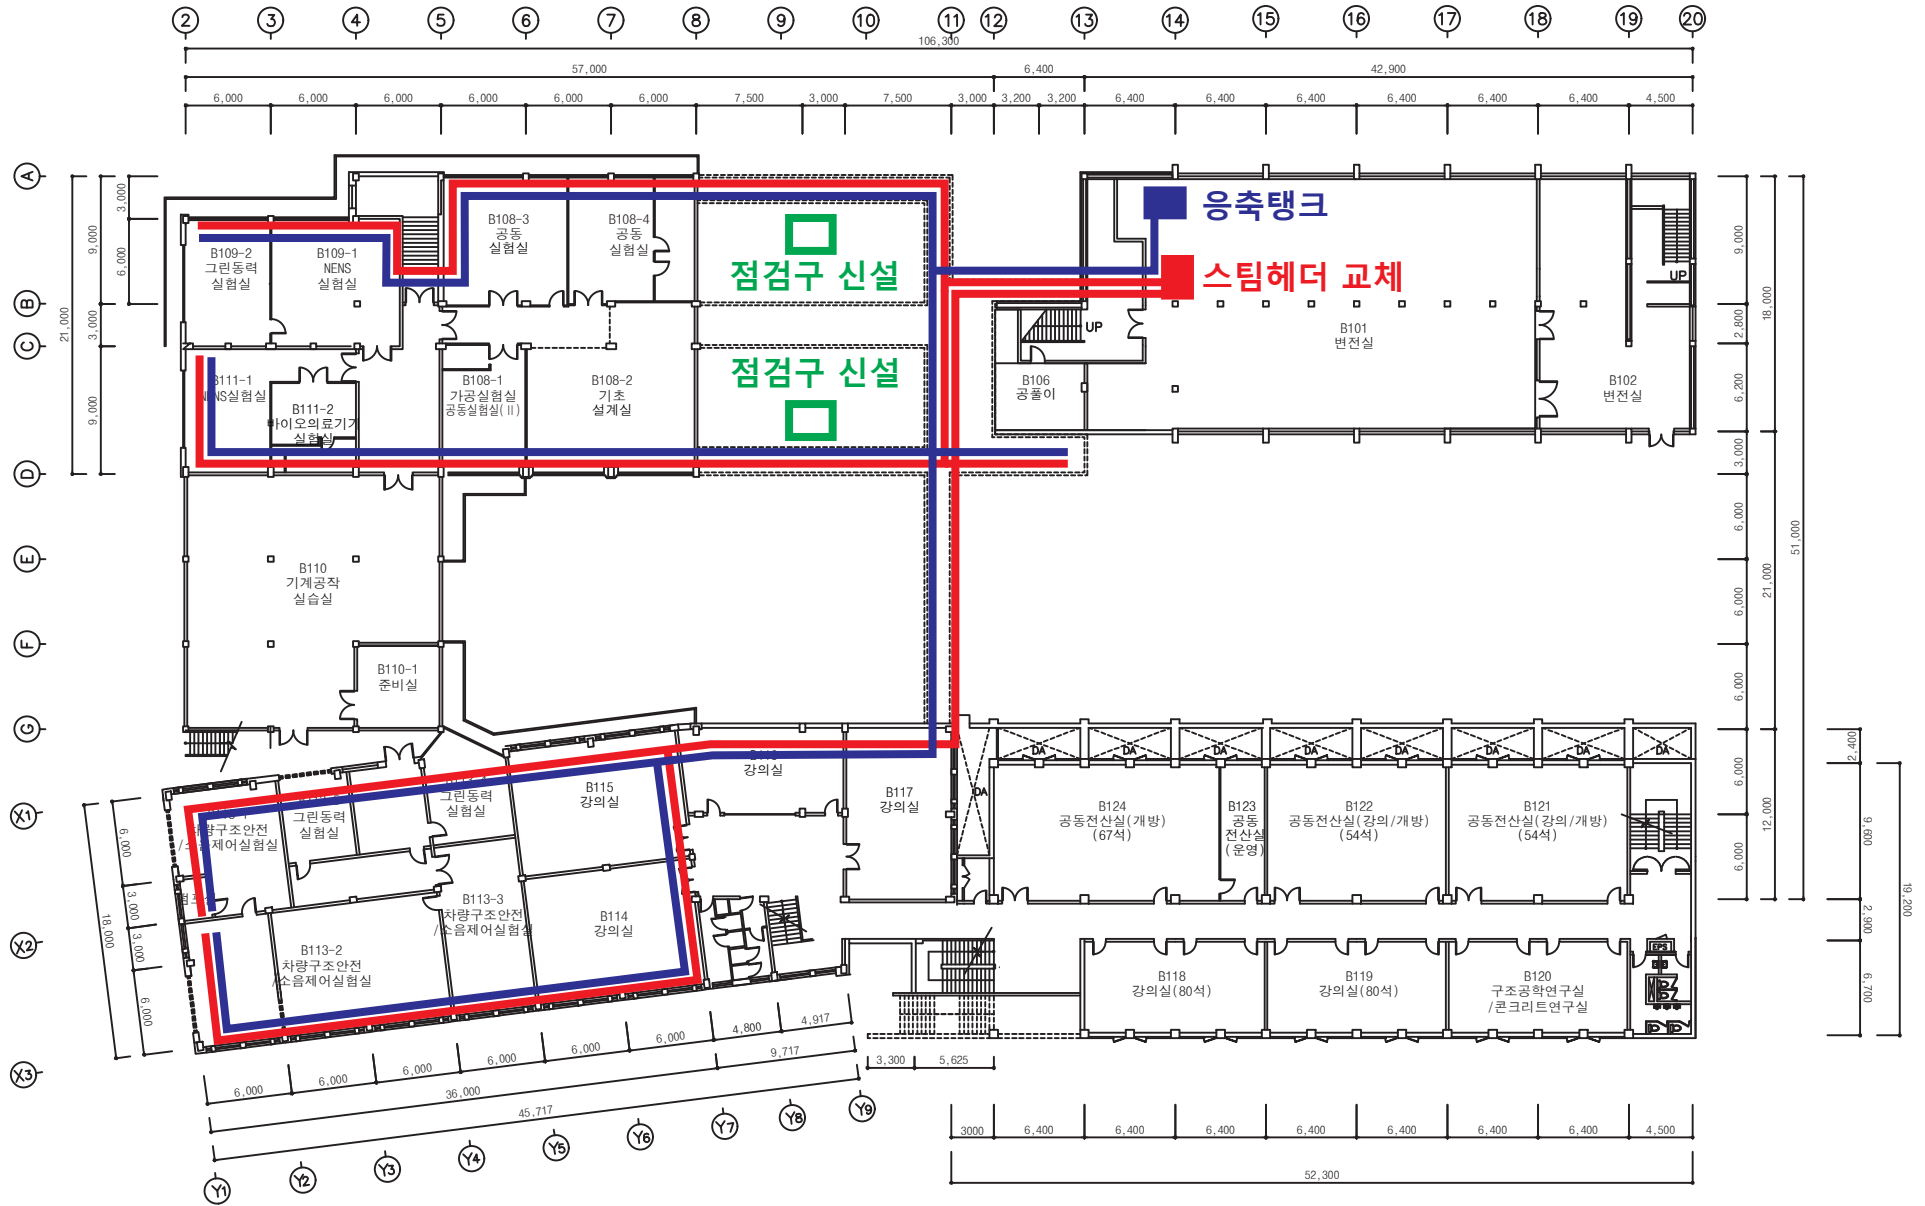 2 3 4 5 6 7 8 9 10 11 12 13 14 15 16 17 18 19 20
106,300
57,000 6,400 42,900
6,000 6,000 6,000 6,000 6,000 6,000 7,500 3,000 7,500 3,000 3,200 3,200 6,400 6,400 6,400 6,400 6,400 6,400 4,500
A
B
C
D
E
F
G
X1
X2
X3
3,000
6,000
9,000
3,000
9,000
21,000
응축탱크
스팀헤더 교체
점검구 신설
점검구 신설
B109-2
그린동력
실험실
B109-1
NENS
실험실
B108-3
공동
실험실
B108-4
공동
실험실
UP
UP
B101
변전실
B102
변전실
B106
공풀이
B111-1
NENS실험실
B111-2
바이오의료기기
실험실
B108-1
가공실험실
공동실험실(Ⅱ)
B108-2
기초
설계실
B110
기계공작
실습실
B110-1
준비실
9,000
2,800
6,200
18,000
3,000
6,000
6,000
6,000
21,000
51,000
6,000
6,000
12,000
2,400
9,600
2,900
6,700
19,200
차량구조안전
/소음제어실험실
그린동력
실험실
그린동력
실험실
B115
강의실
강의실
B117
강의실
DA
DA DA DA DA DA DA DA DA
B124
공동전산실(개방)
(67석)
B123
공동
전산실
(운영)
B122
공동전산실(강의/개방)
(54석)
B121
공동전산실(강의/개방)
(54석)
B113-3
차량구조안전
/소음제어실험실
B114
강의실
B113-2
차량구조안전
/소음제어실험실
B118
강의실(80석)
B119
강의실(80석)
B120
구조공학연구실
/콘크리트연구실
EPS
6,000
3,000
3,000
6,000
18,000
6,000 6,000 6,000 6,000 6,000 6,000 4,800 4,917
36,000 9,717
45,717
Y1 Y2 Y3 Y4 Y5 Y6 Y7 Y8 Y9
3,300 5,625
3000 6,400 6,400 6,400 6,400 6,400 6,400 6,400 4,500
52,300